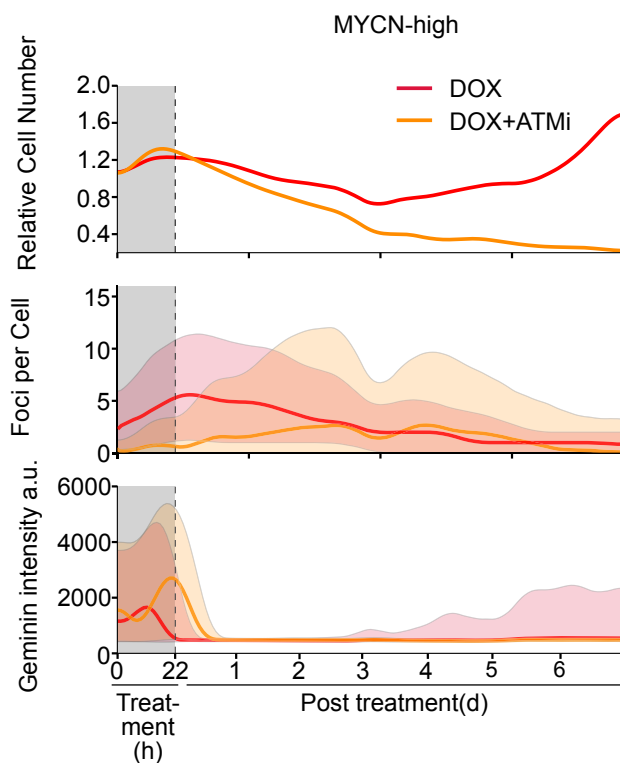 MYCN-high
Relative Cell Number
2.0
1.6
1.2
0.8
0.4
DOX
DOX+ATMi
Foci per Cell
15
10
5
0
Geminin intensity a.u.
6000
4000
2000
0
0 22 1 2 3 4 5 6
Treat-
ment
(h)
Post treatment(d)